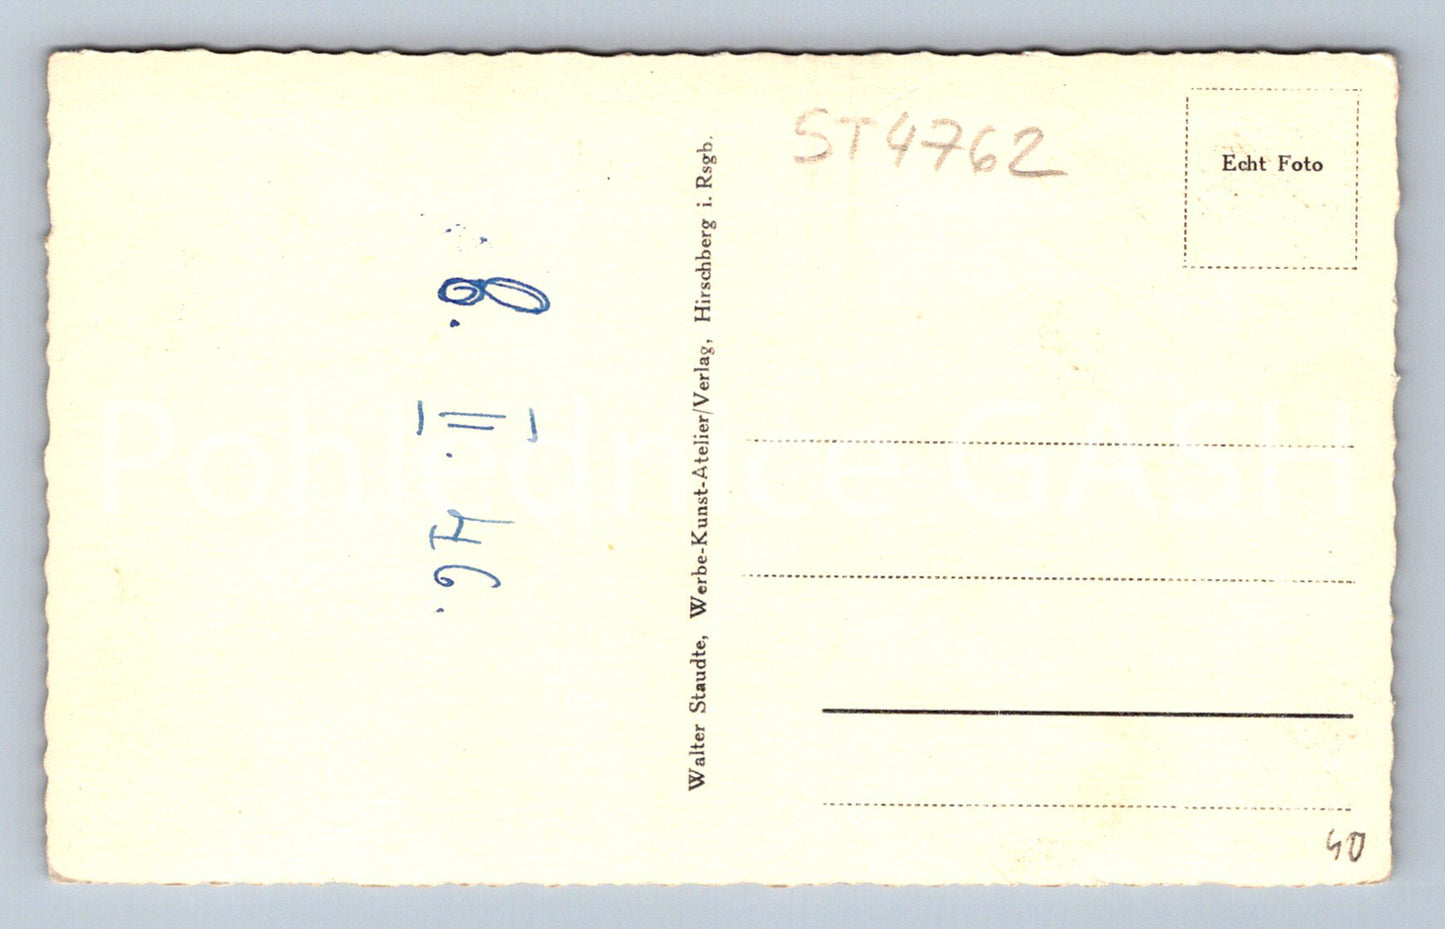 ST4762
Echt Foto
Walter Staudte, Werbe-Kunst-Atelier/Verlag, Hirschberg i. Rsgb.
8. II. 46.
Pohlednice GASH
40